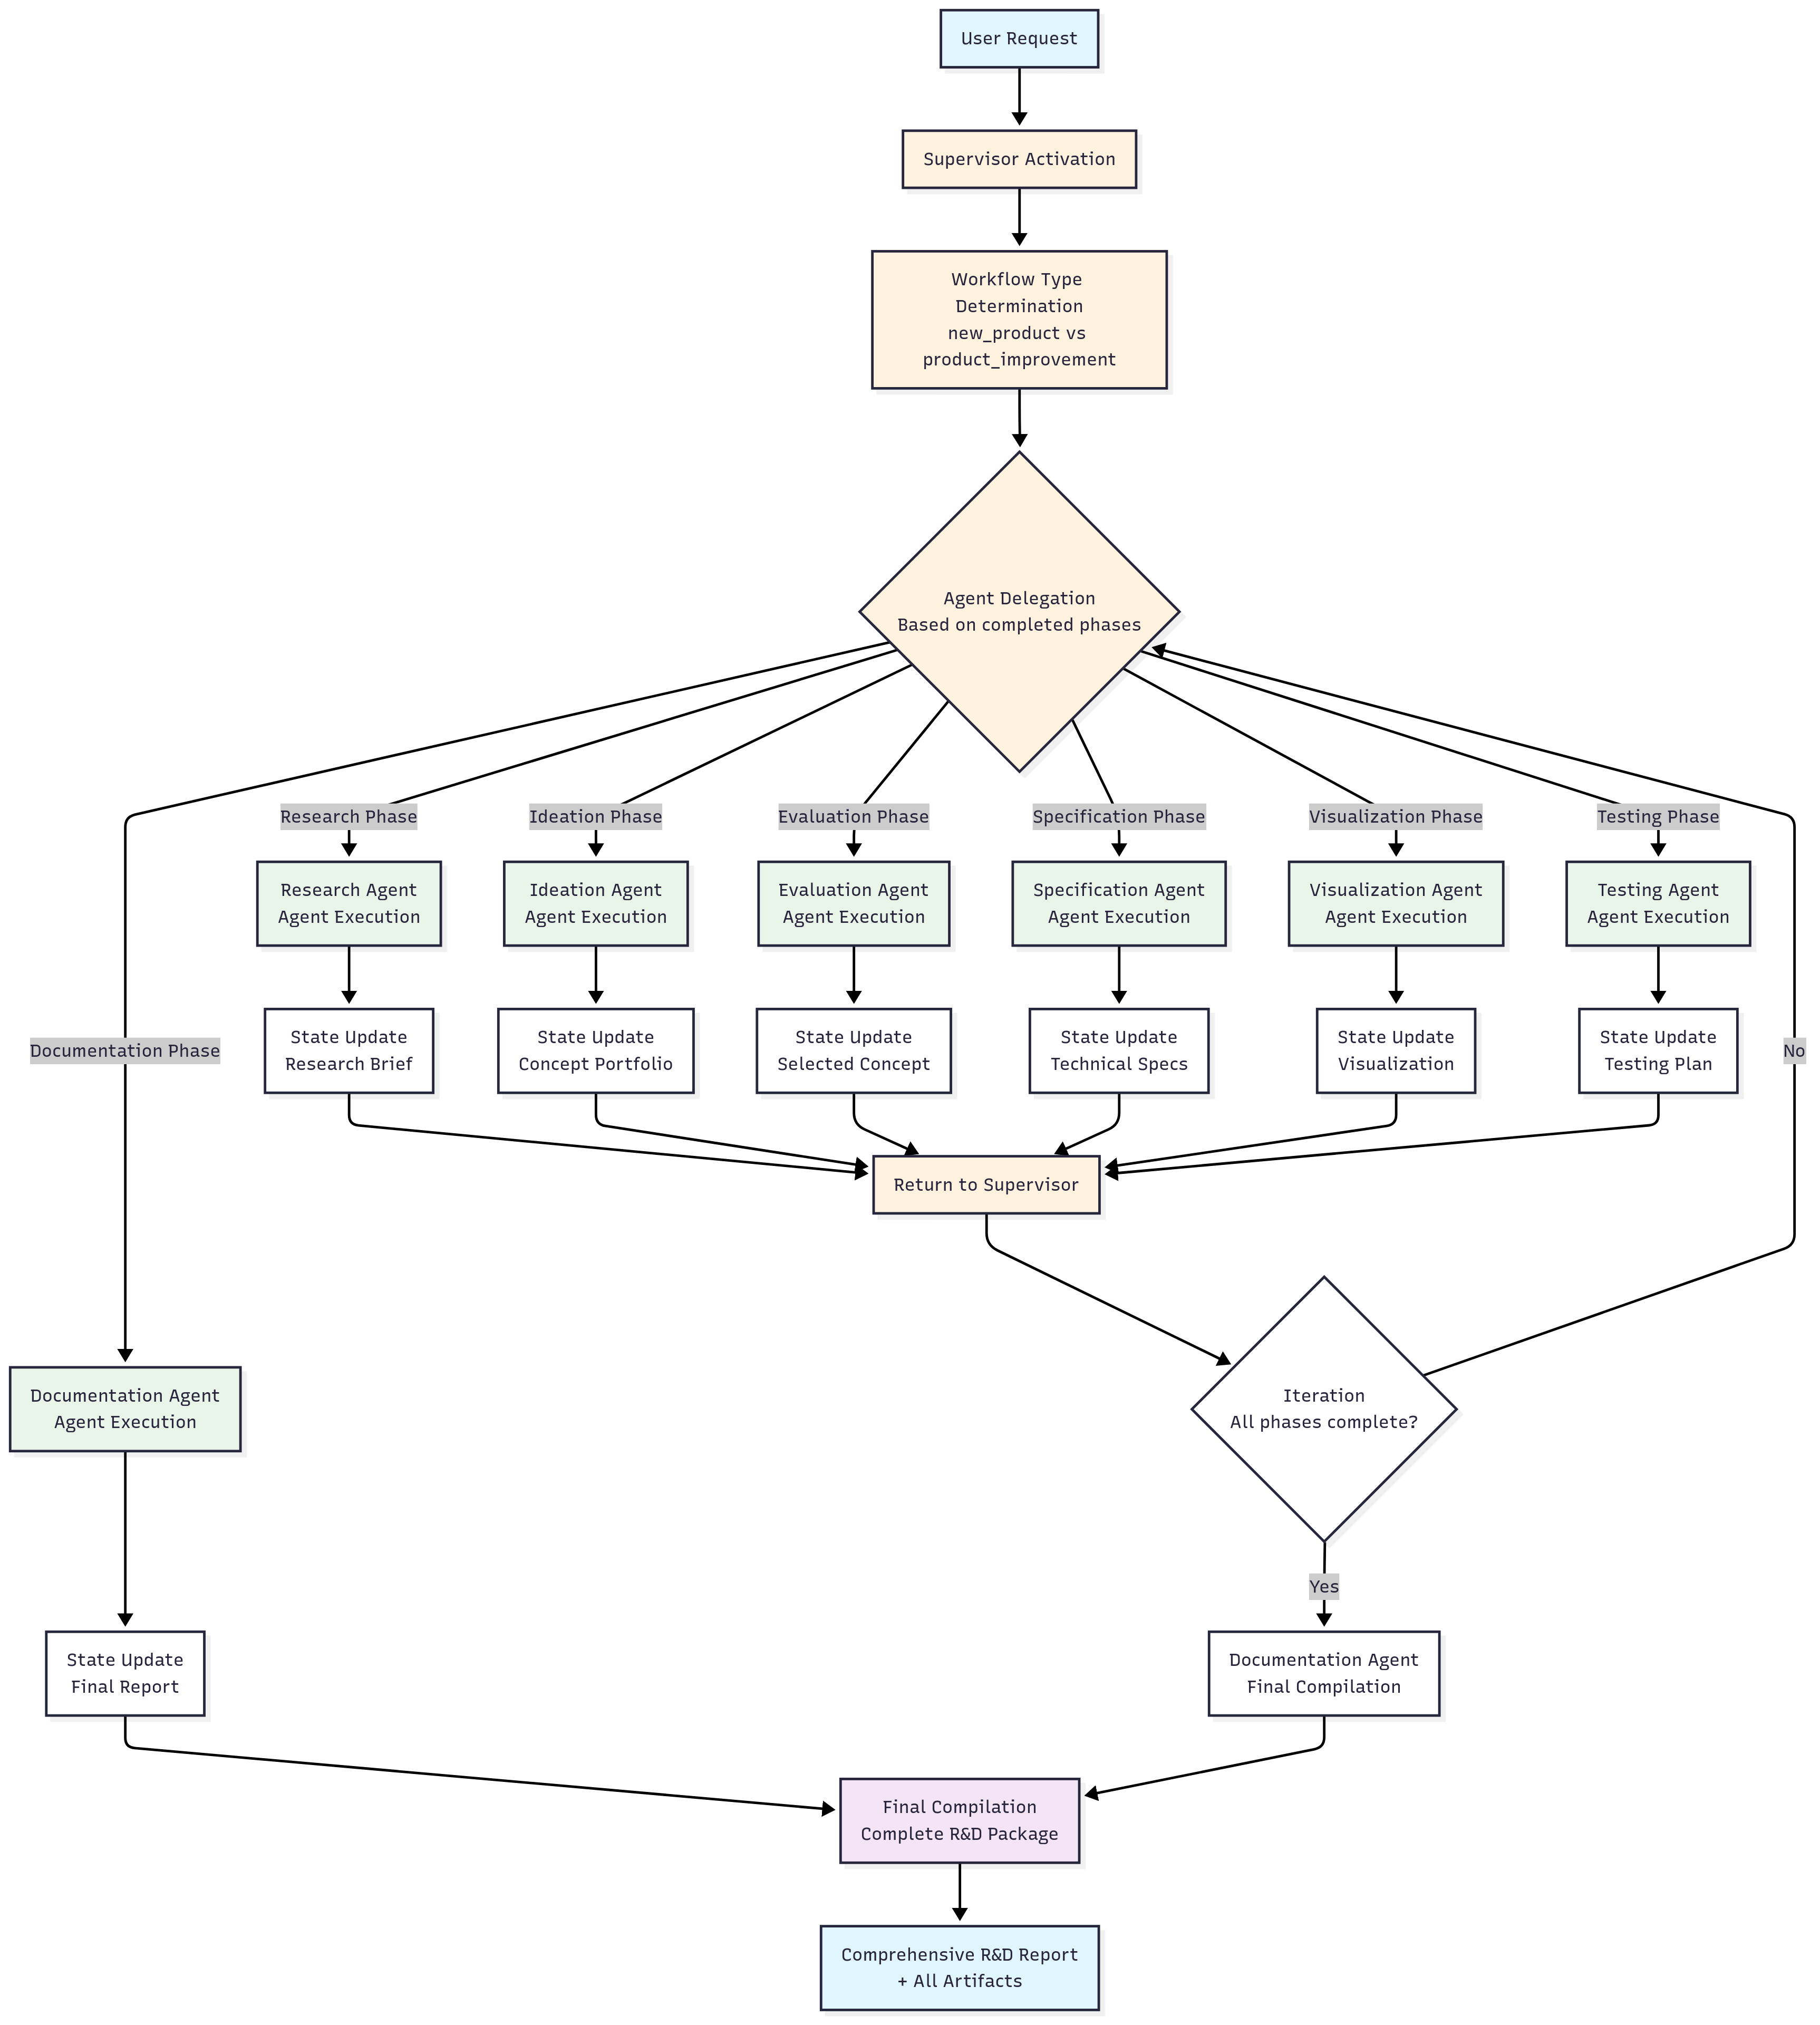 User Request
Supervisor Activation
Workflow Type
Determination
new_product vs
product_improvement
Agent Delegation
Based on completed phases
Research Phase
Ideation Phase
Evaluation Phase
Specification Phase
Visualization Phase
Testing Phase
Research Agent
Agent Execution
Ideation Agent
Agent Execution
Evaluation Agent
Agent Execution
Specification Agent
Agent Execution
Visualization Agent
Agent Execution
Testing Agent
Agent Execution
Documentation Phase
State Update
Research Brief
State Update
Concept Portfolio
State Update
Selected Concept
State Update
Technical Specs
State Update
Visualization
State Update
Testing Plan
No
Return to Supervisor
Documentation Agent
Agent Execution
Iteration
All phases complete?
Yes
State Update
Final Report
Documentation Agent
Final Compilation
Final Compilation
Complete R&D Package
Comprehensive R&D Report
+ All Artifacts